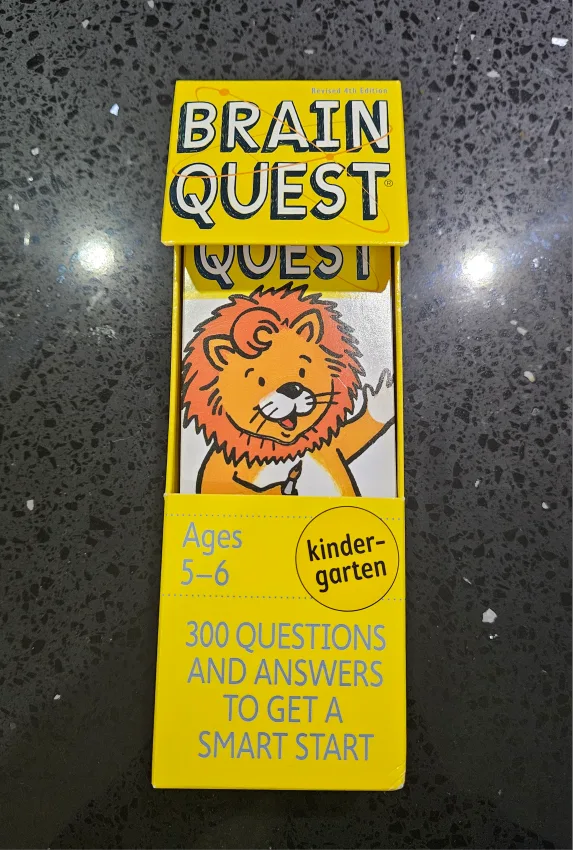 Revised 4th Edition
BRAIN
QUEST®
QUEST
Ages
5–6
kinder-
garten
300 QUESTIONS
AND ANSWERS
TO GET A
SMART START